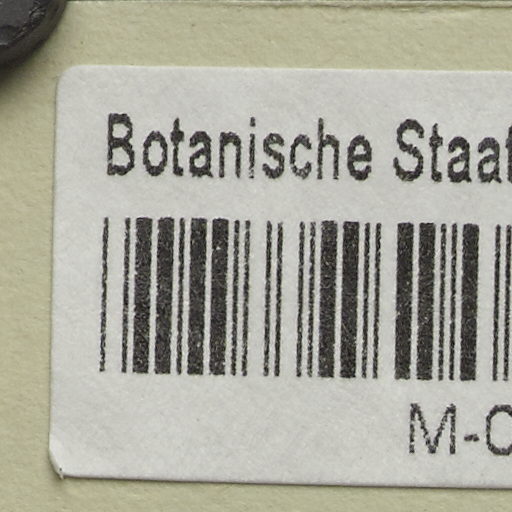 Botanische Staat
M-